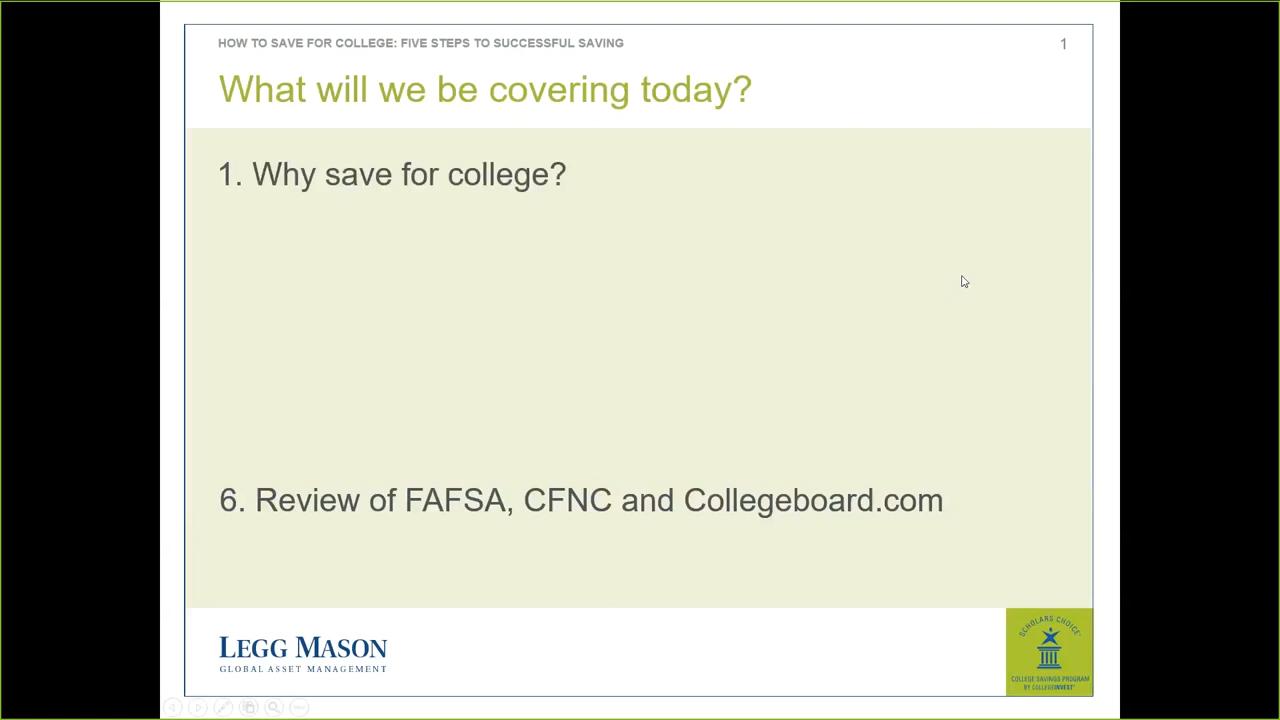 HOW TO SAVE FOR COLLEGE: FIVE STEPS TO SUCCESSFUL SAVING
1
What will we be covering today?
1. Why save for college?
6. Review of FAFSA, CFNC and Collegeboard.com
LEGG MASON
GLOBAL ASSET MANAGEMENT
SCHOLARS CHOICE
COLLEGE SAVINGS PROGRAM
BY COLLEGEINVEST